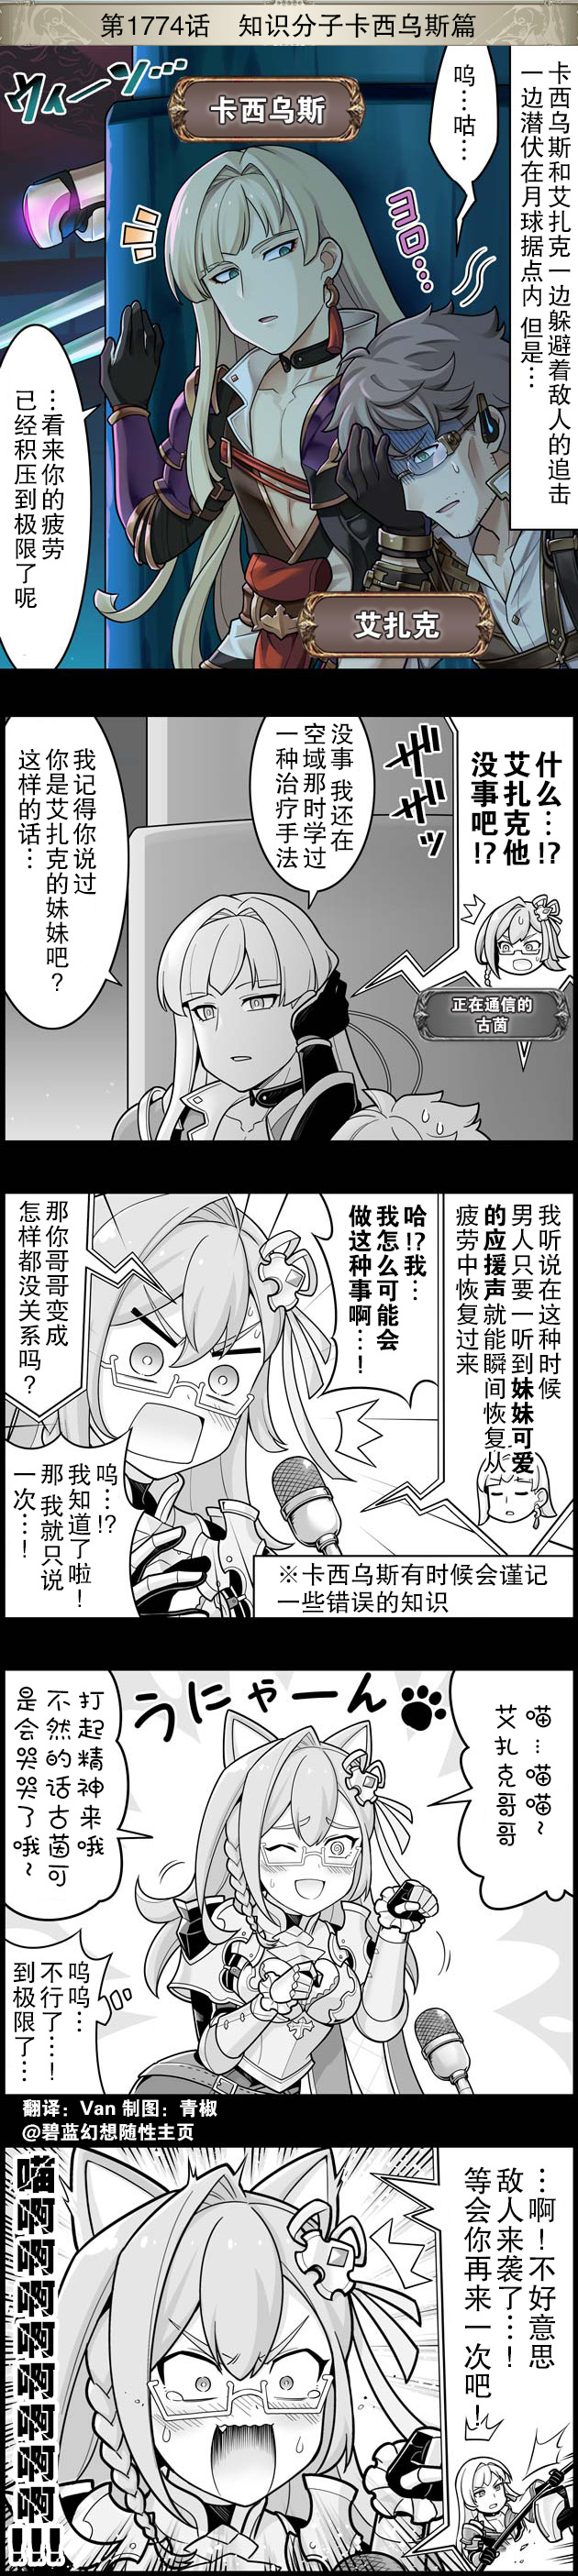 第1774话 知识分子卡西乌斯篇
卡西乌斯和艾扎克一边躲避着敌人的追击
一边潜伏在月球据点内 但是…
ウィーン…
卡西乌斯
呜…咕…
ヨロ…
艾扎克
…看来你的疲劳
已经积压到极限了呢
什么…!?
艾扎克他
没事吧!?
正在通信的
古茵
ザザッ
没事 我还在
空域那时学过
一种治疗手法
我记得你说过
你是艾扎克的妹妹吧？
这样的话…
我听说在这种时候
男人只要一听到妹妹可爱
的应援声就能瞬间恢复从
疲劳中恢复过来
哈!?我…
我怎么可能会
做这种事啊…！
那你哥哥变成
怎样都没关系吗？
呜…!?
我知道了啦！
那 我就只说
一次…！
※卡西乌斯有时候会谨记
一些错误的知识
うにゃーん
喵…喵喵~
艾扎克哥哥
打起精神来哦
不然的话古茵可
是会哭哭了哦~
呜呜…
不行了…！
到极限了…
翻译：Van 制图：青椒
@碧蓝幻想随性主页
…啊！不好意思
敌人来袭了…！
等会你再来一次吧！